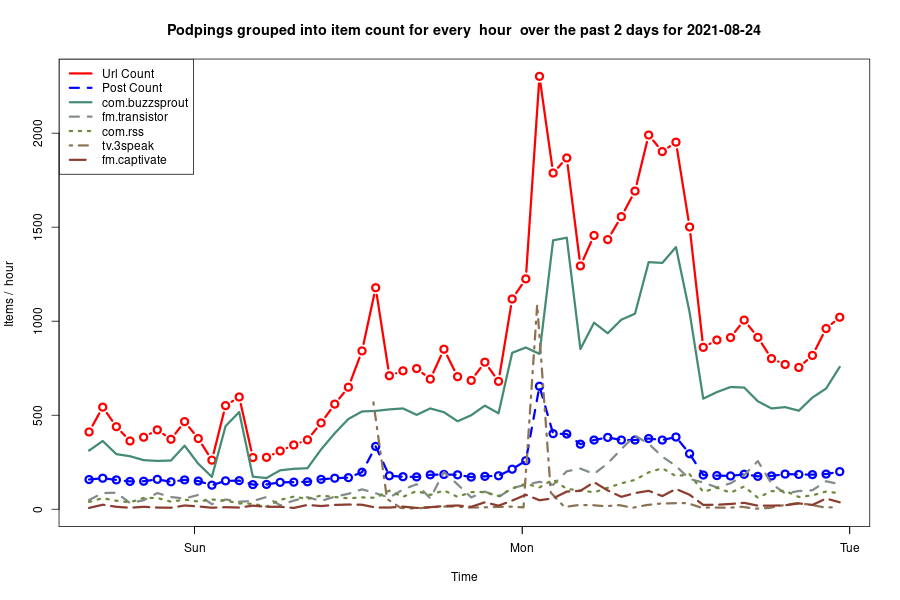 Podpings grouped into item count for every  hour  over the past 2 days for 2021-08-24
Url Count
Post Count
com.buzzsprout
fm.transistor
com.rss
tv.3speak
fm.captivate
Items /  hour
2000
1500
1000
500
0
Sun
Mon
Tue
Time